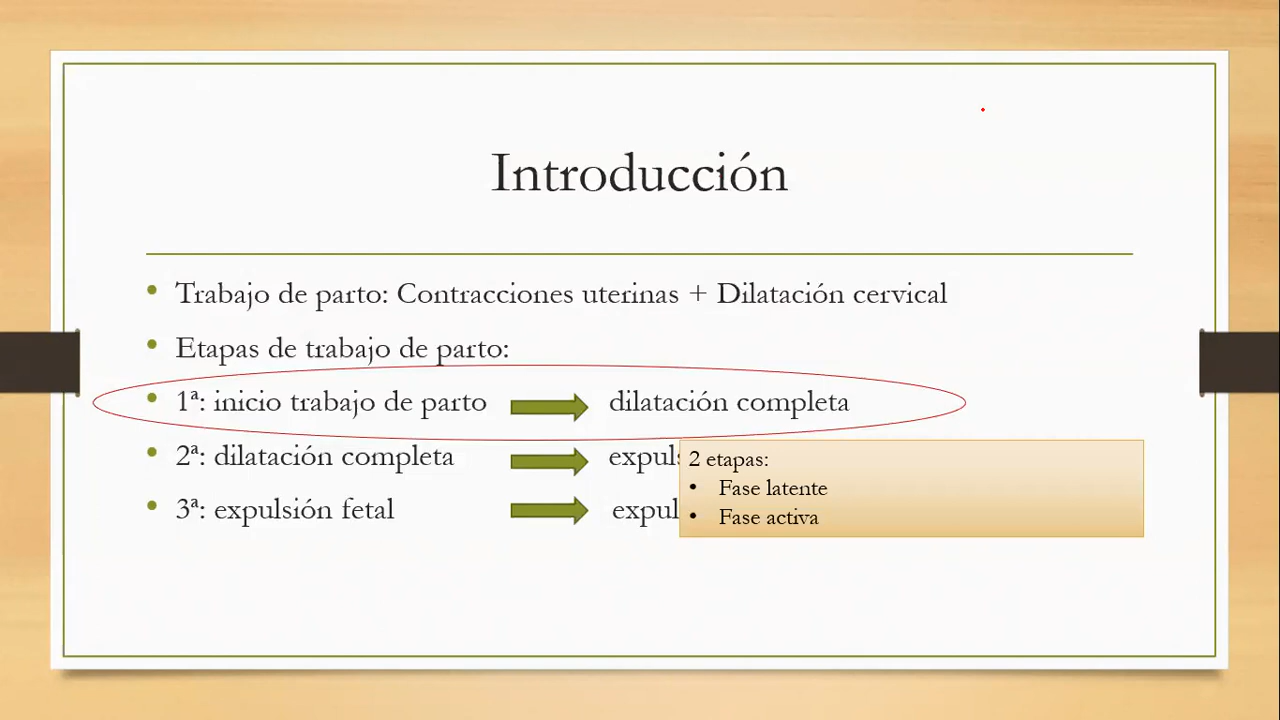 Introducción
Trabajo de parto: Contracciones uterinas + Dilatación cervical
Etapas de trabajo de parto:
1ª: inicio trabajo de parto dilatación completa
2ª: dilatación completa
3ª: expulsión fetal
2 etapas:
Fase latente
Fase activa